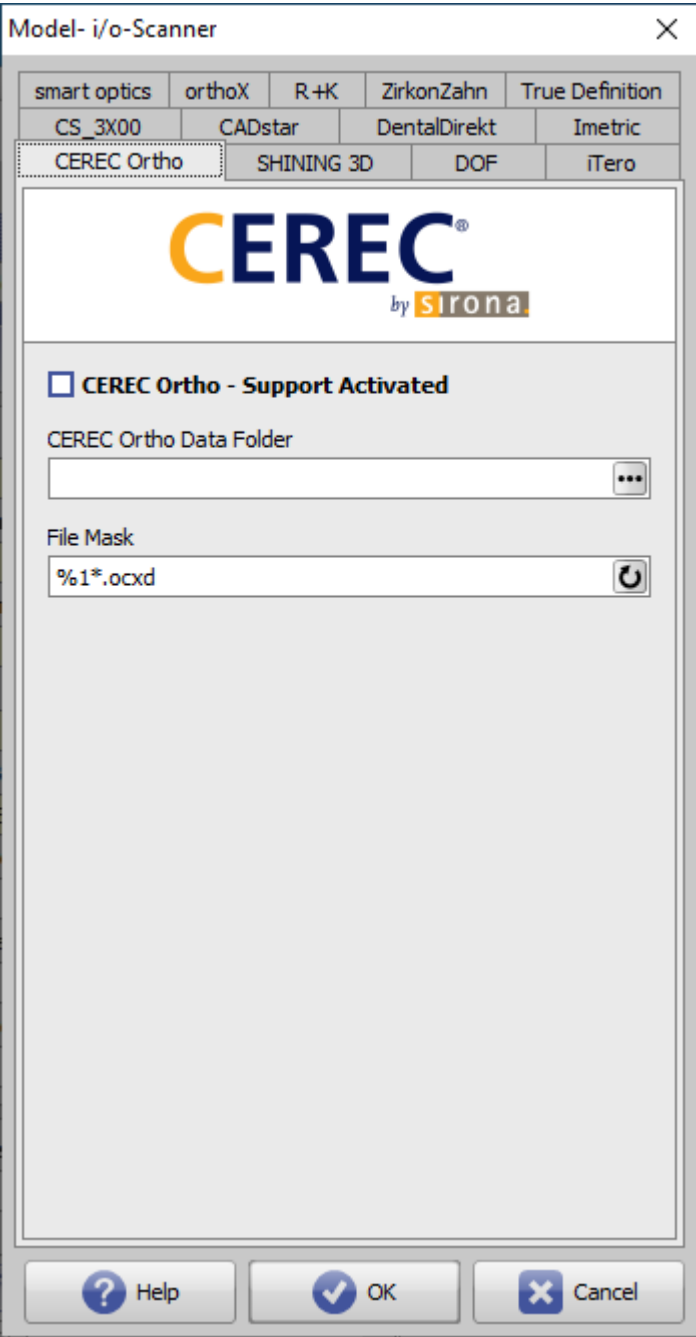 Model- i/o-Scanner
smart optics orthoX R+K ZirkonZahn True Definition
CS_3X00 CADstar DentalDirekt Imetric
CEREC Ortho SHINING 3D DOF iTero
CEREC®
by sirona.
CEREC Ortho - Support Activated
CEREC Ortho Data Folder
File Mask
%1*.ocxd
Help OK Cancel